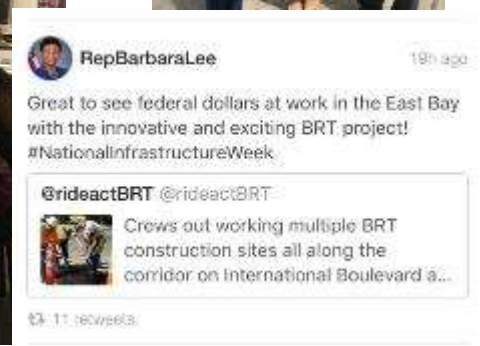 RepBarbaraLee 19h ago
Great to see federal dollars at work in the East Bay
with the innovative and exciting BRT project!
#NationalInfrastructureWeek
@rideactBRT @rideactBRT
Crews out working multiple BRT
construction sites all along the
corridor on International Boulevard a...
11 retweets